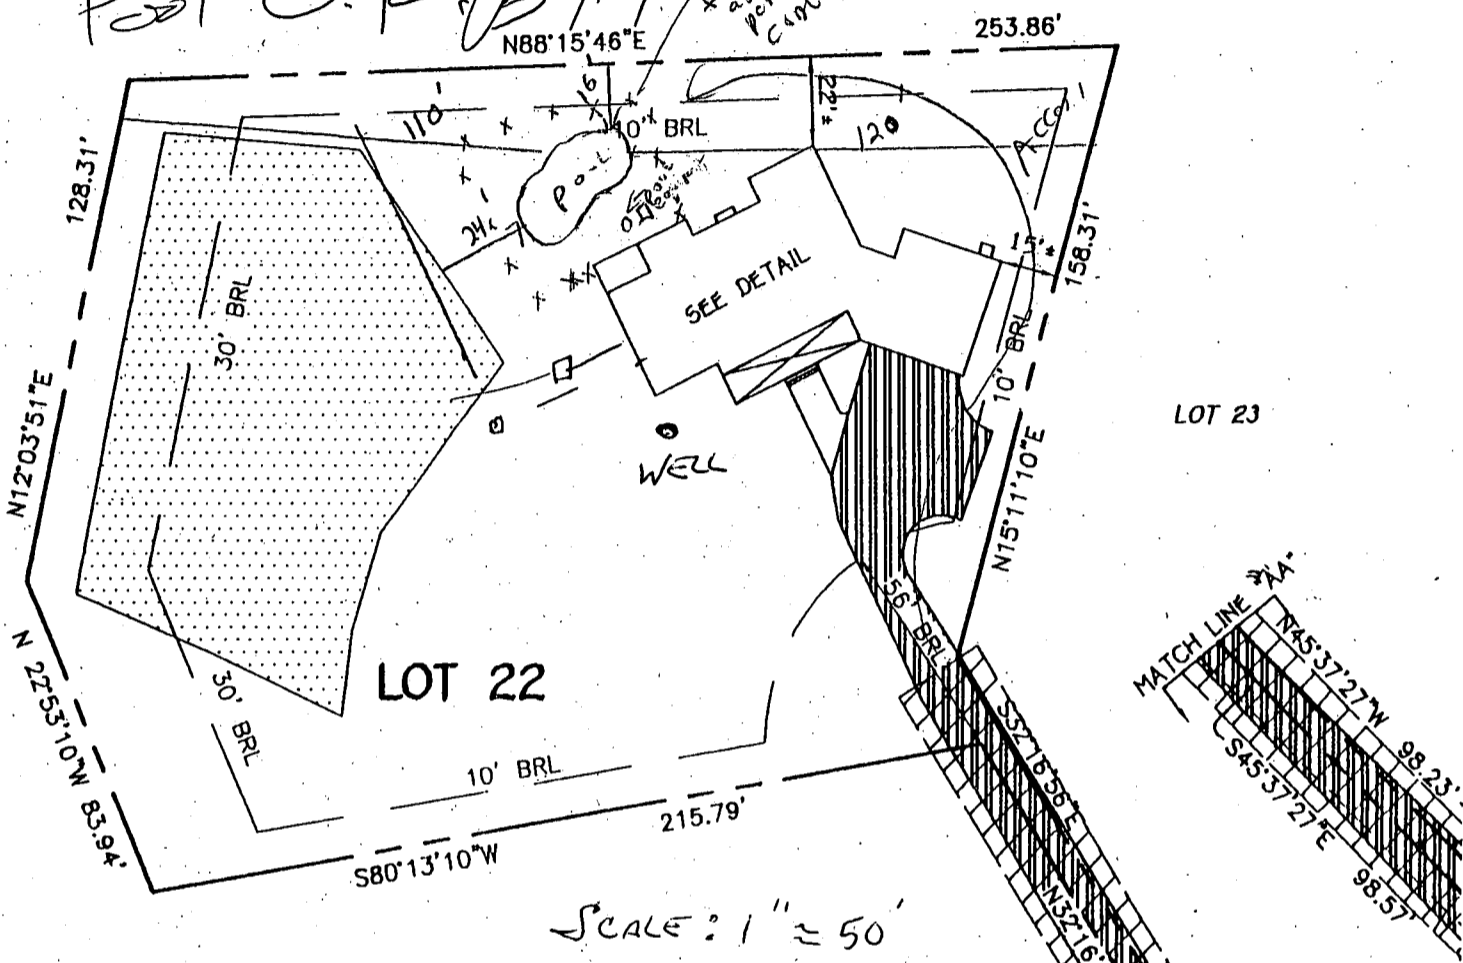 N88°15'46"E
253.86'
110'
16
22'±
120
ACCess
10' BRL
128.31'
Pool
24'
15'±
158.31'
SEE DETAIL
30' BRL
10' BRL
N12°03'51"E
LOT 23
WELL
N15°11'10"E
MATCH LINE "AA"
N45°37'27"W
98.23'
56' BRL
LOT 22
N 22°53'10"W 83.94'
30' BRL
S32°16'56"E
S45°37'27"E
10' BRL
215.79'
S80°13'10"W
98.57'
N32°16'
SCALE: 1" ≈ 50'